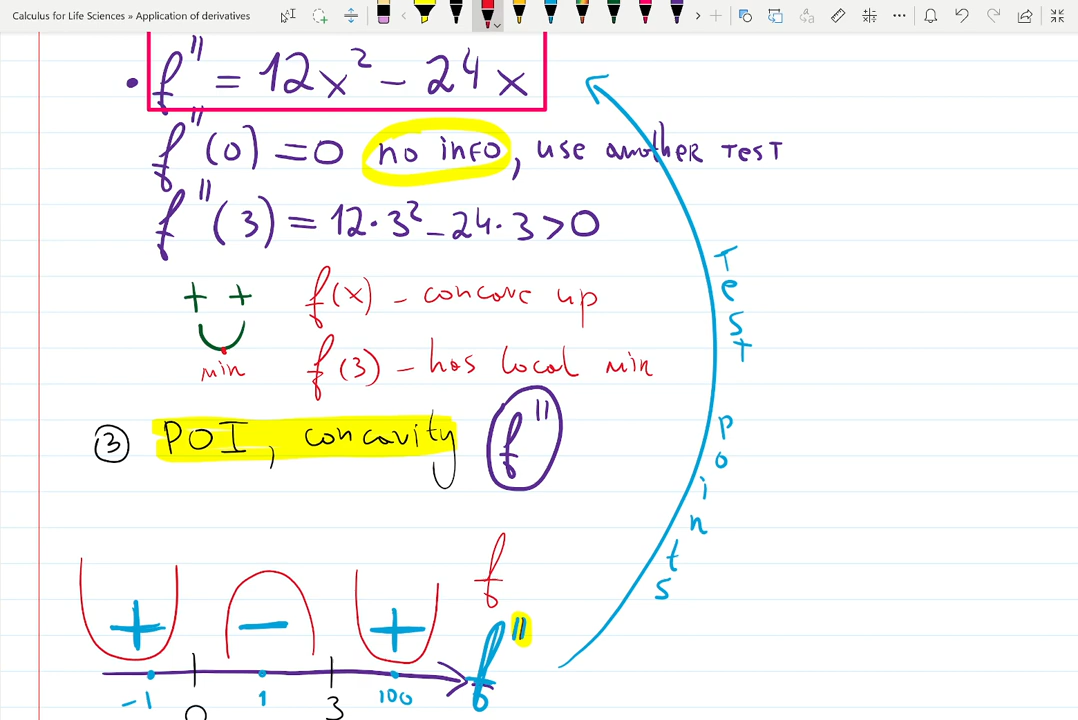 Calculus for Life Sciences » Application of derivatives
• f'' = 12x² − 24x
f''(0) = 0 no info, use another TEST
f''(3) = 12·3² − 24·3 > 0
+ + f(x) – concave up
min f(3) – has local min
③ POI, concavity f''
Test points
f
+ − + f''
-1 0 1 3 100